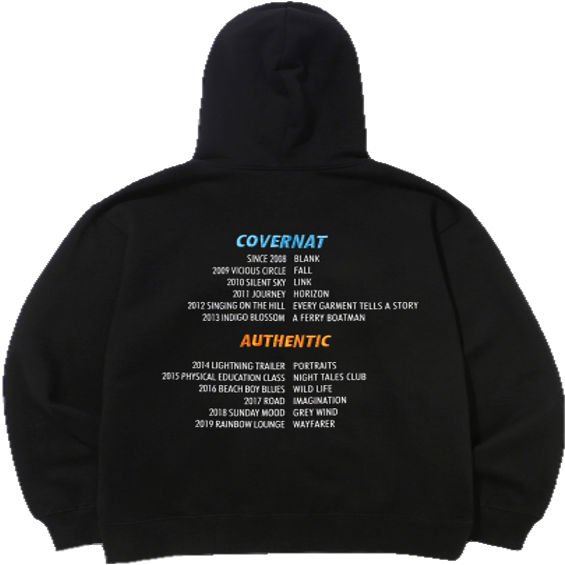 COVERNAT
SINCE 2008 BLANK
2009 VICIOUS CIRCLE FALL
2010 SILENT SKY LINK
2011 JOURNEY HORIZON
2012 SINGING ON THE HILL EVERY GARMENT TELLS A STORY
2013 INDIGO BLOSSOM A FERRY BOATMAN
AUTHENTIC
2014 LIGHTNING TRAILER PORTRAITS
2015 PHYSICAL EDUCATION CLASS NIGHT TALES CLUB
2016 BEACH BOY BLUES WILD LIFE
2017 ROAD IMAGINATION
2018 SUNDAY MOOD GREY WIND
2019 RAINBOW LOUNGE WAYFARER